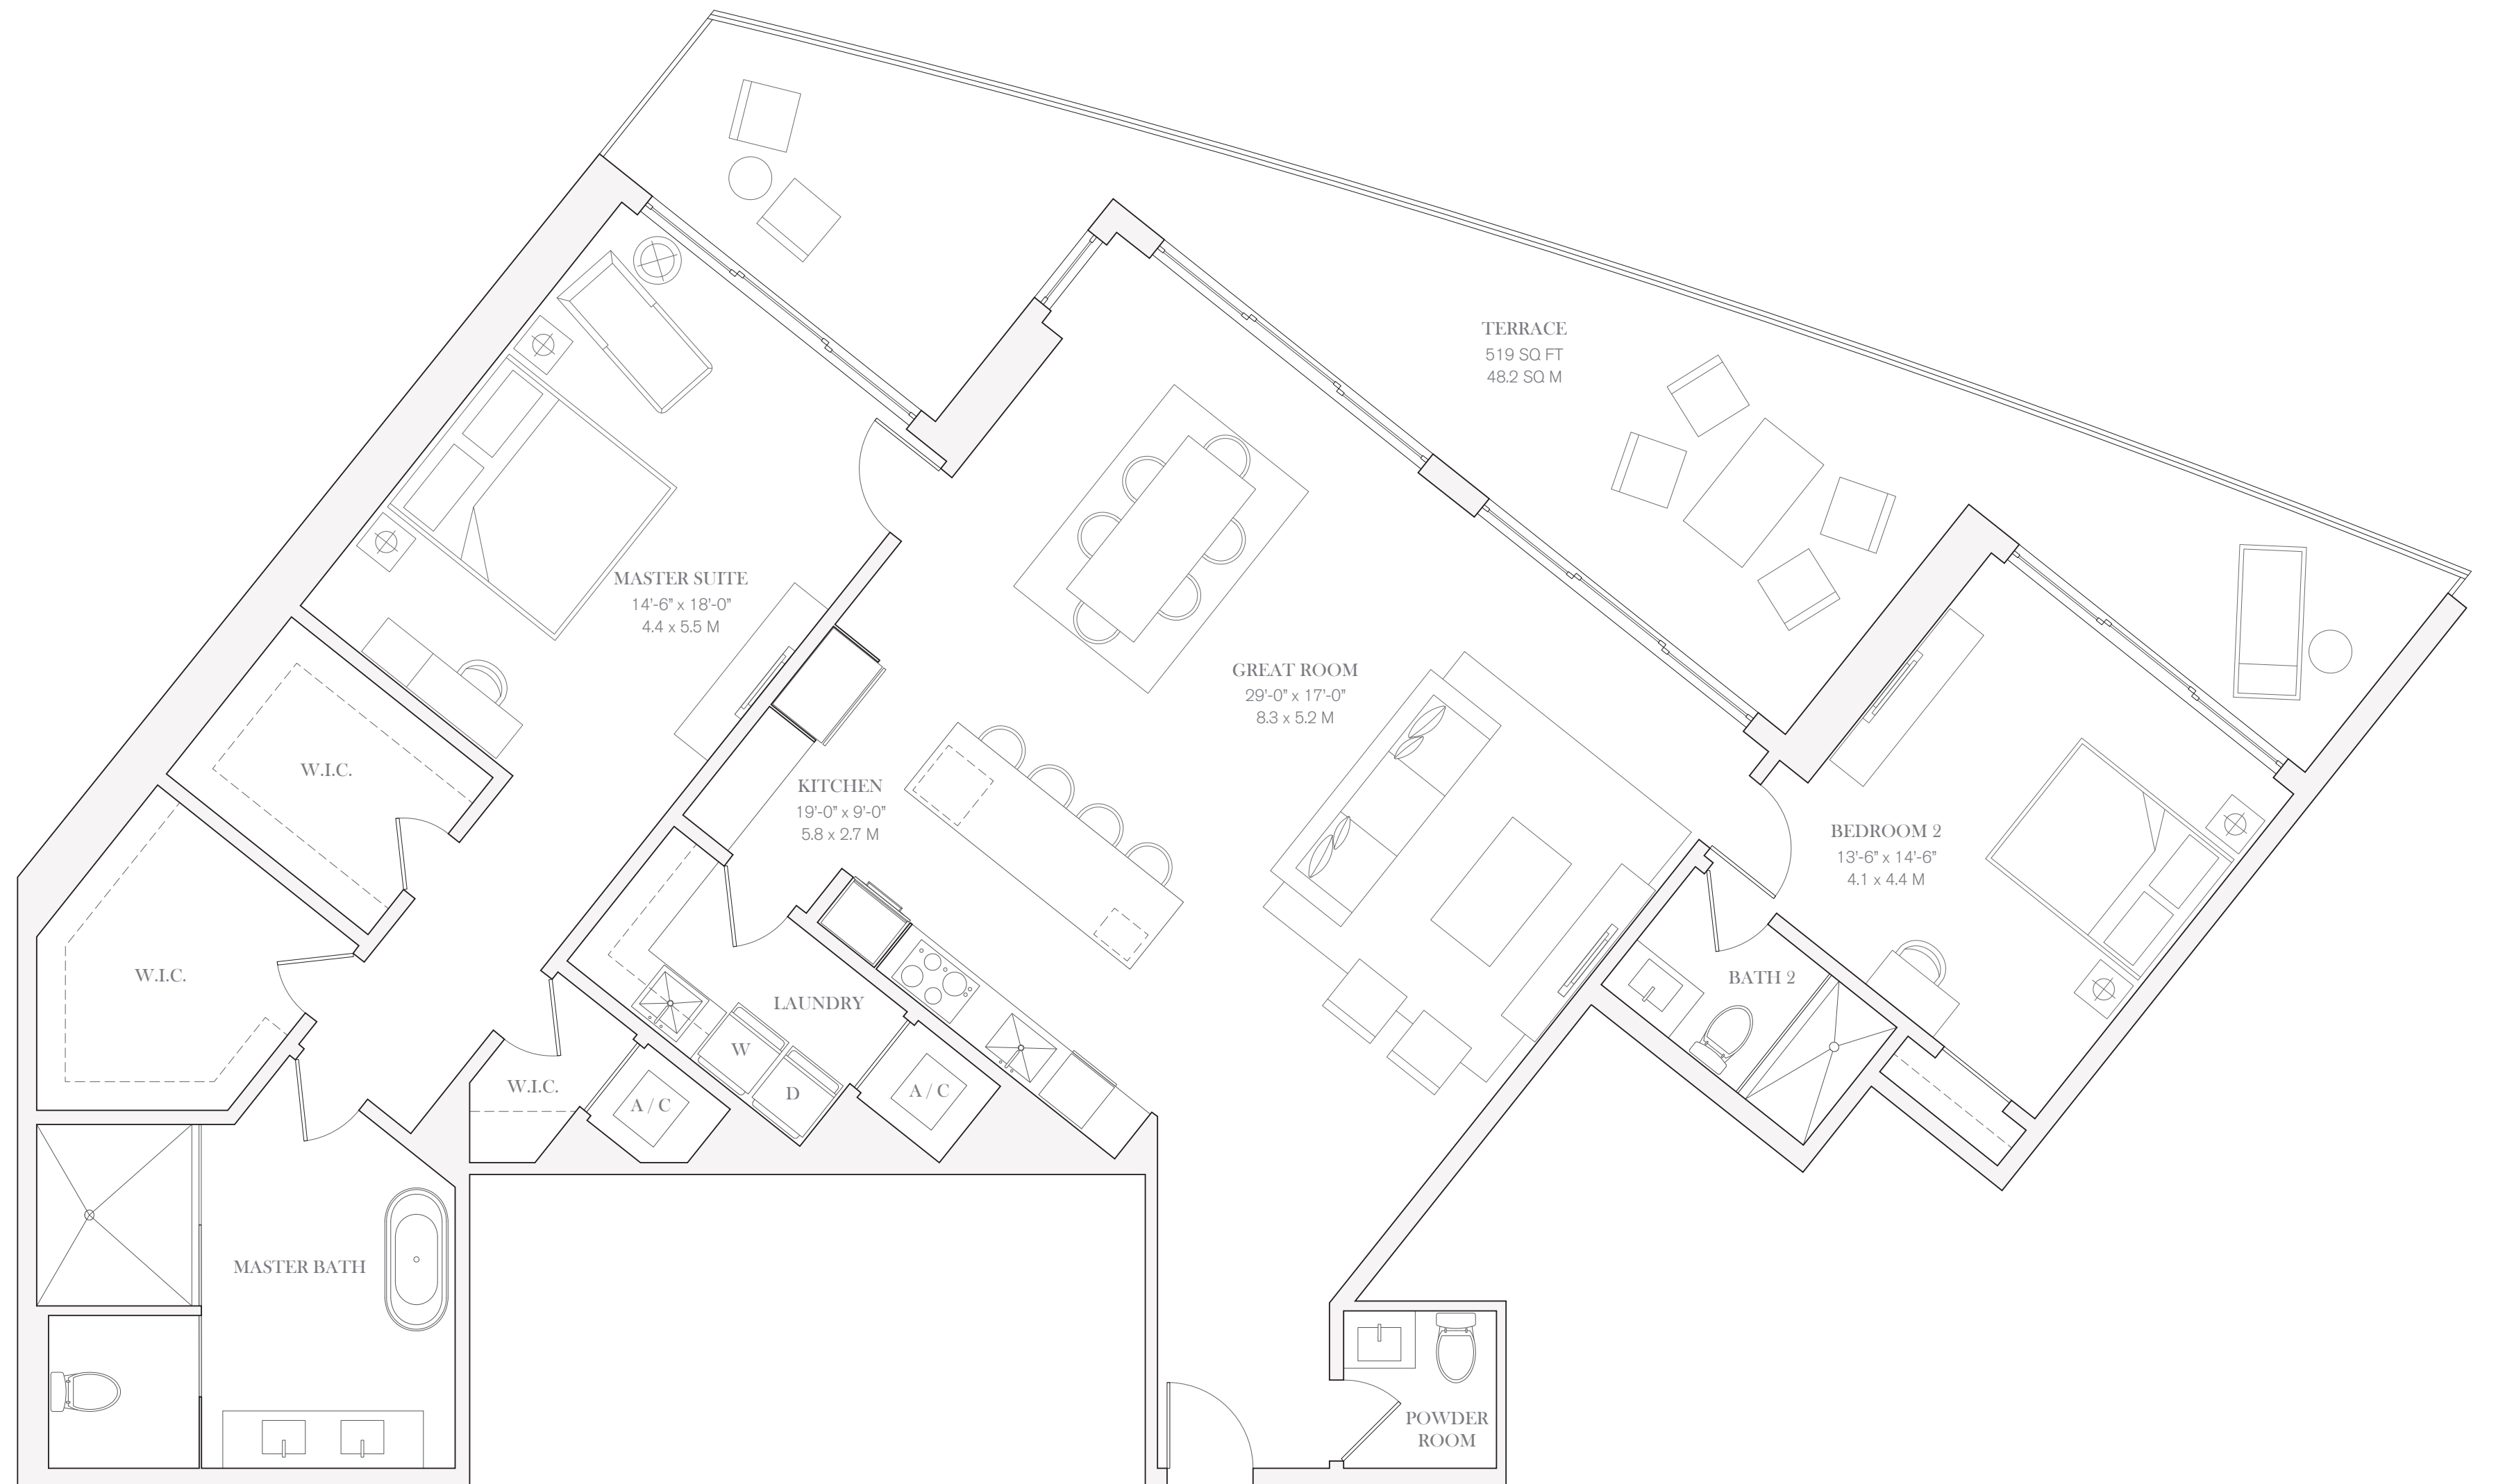 TERRACE
519 SQ FT
48.2 SQ M
MASTER SUITE
14'-6" x 18'-0"
4.4 x 5.5 M
GREAT ROOM
29'-0" x 17'-0"
8.3 x 5.2 M
W.I.C.
KITCHEN
19'-0" x 9'-0"
5.8 x 2.7 M
BEDROOM 2
13'-6" x 14'-6"
4.1 x 4.4 M
W.I.C.
BATH 2
LAUNDRY
W
D
W.I.C.
A / C
A / C
MASTER BATH
POWDER
ROOM